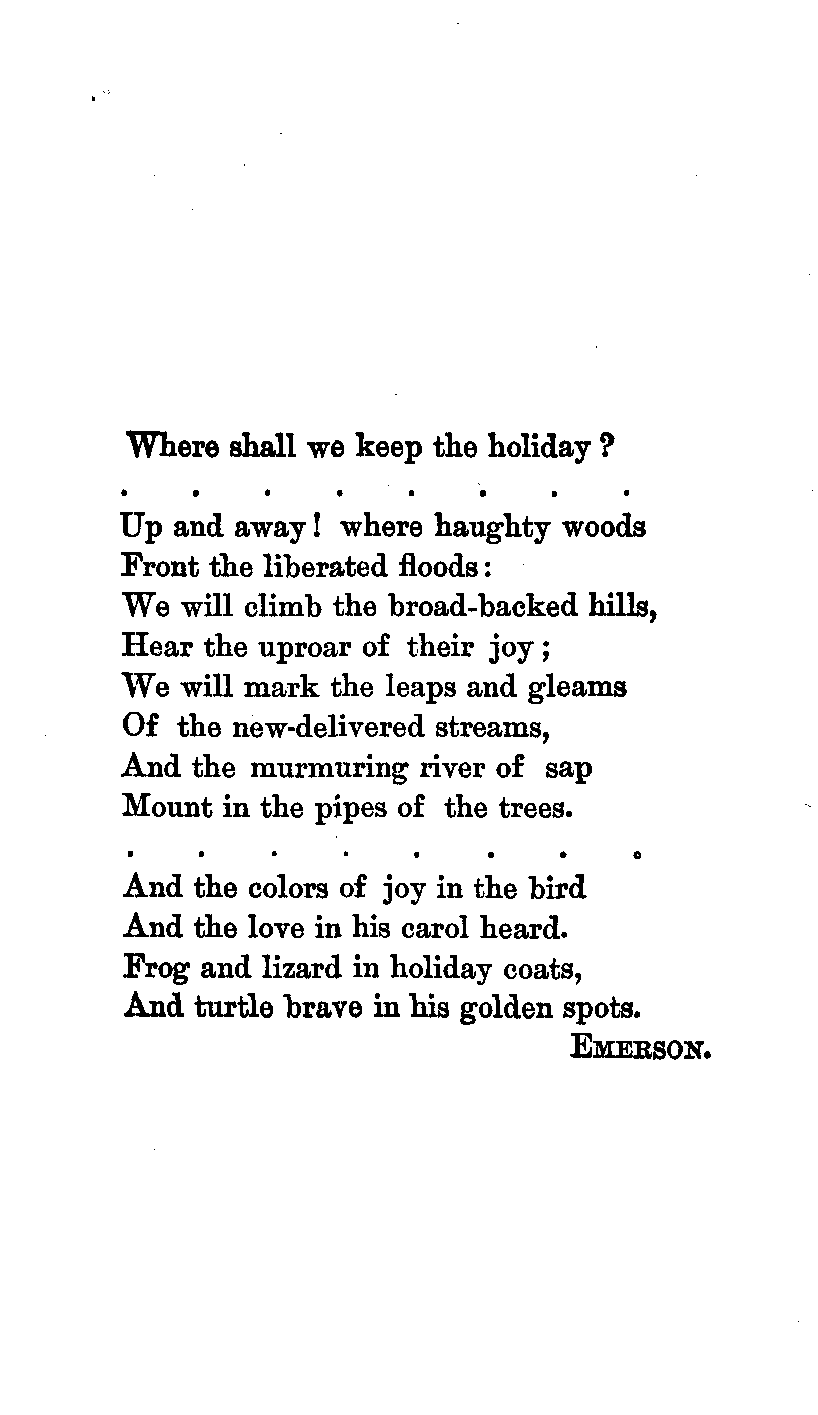 Where shall we keep the holiday ?
. . . . . . . .
Up and away ! where haughty woods
Front the liberated floods :
We will climb the broad-backed hills,
Hear the uproar of their joy ;
We will mark the leaps and gleams
Of the new-delivered streams,
And the murmuring river of sap
Mount in the pipes of the trees.
. . . . . . . .
And the colors of joy in the bird
And the love in his carol heard.
Frog and lizard in holiday coats,
And turtle brave in his golden spots.
EMERSON.